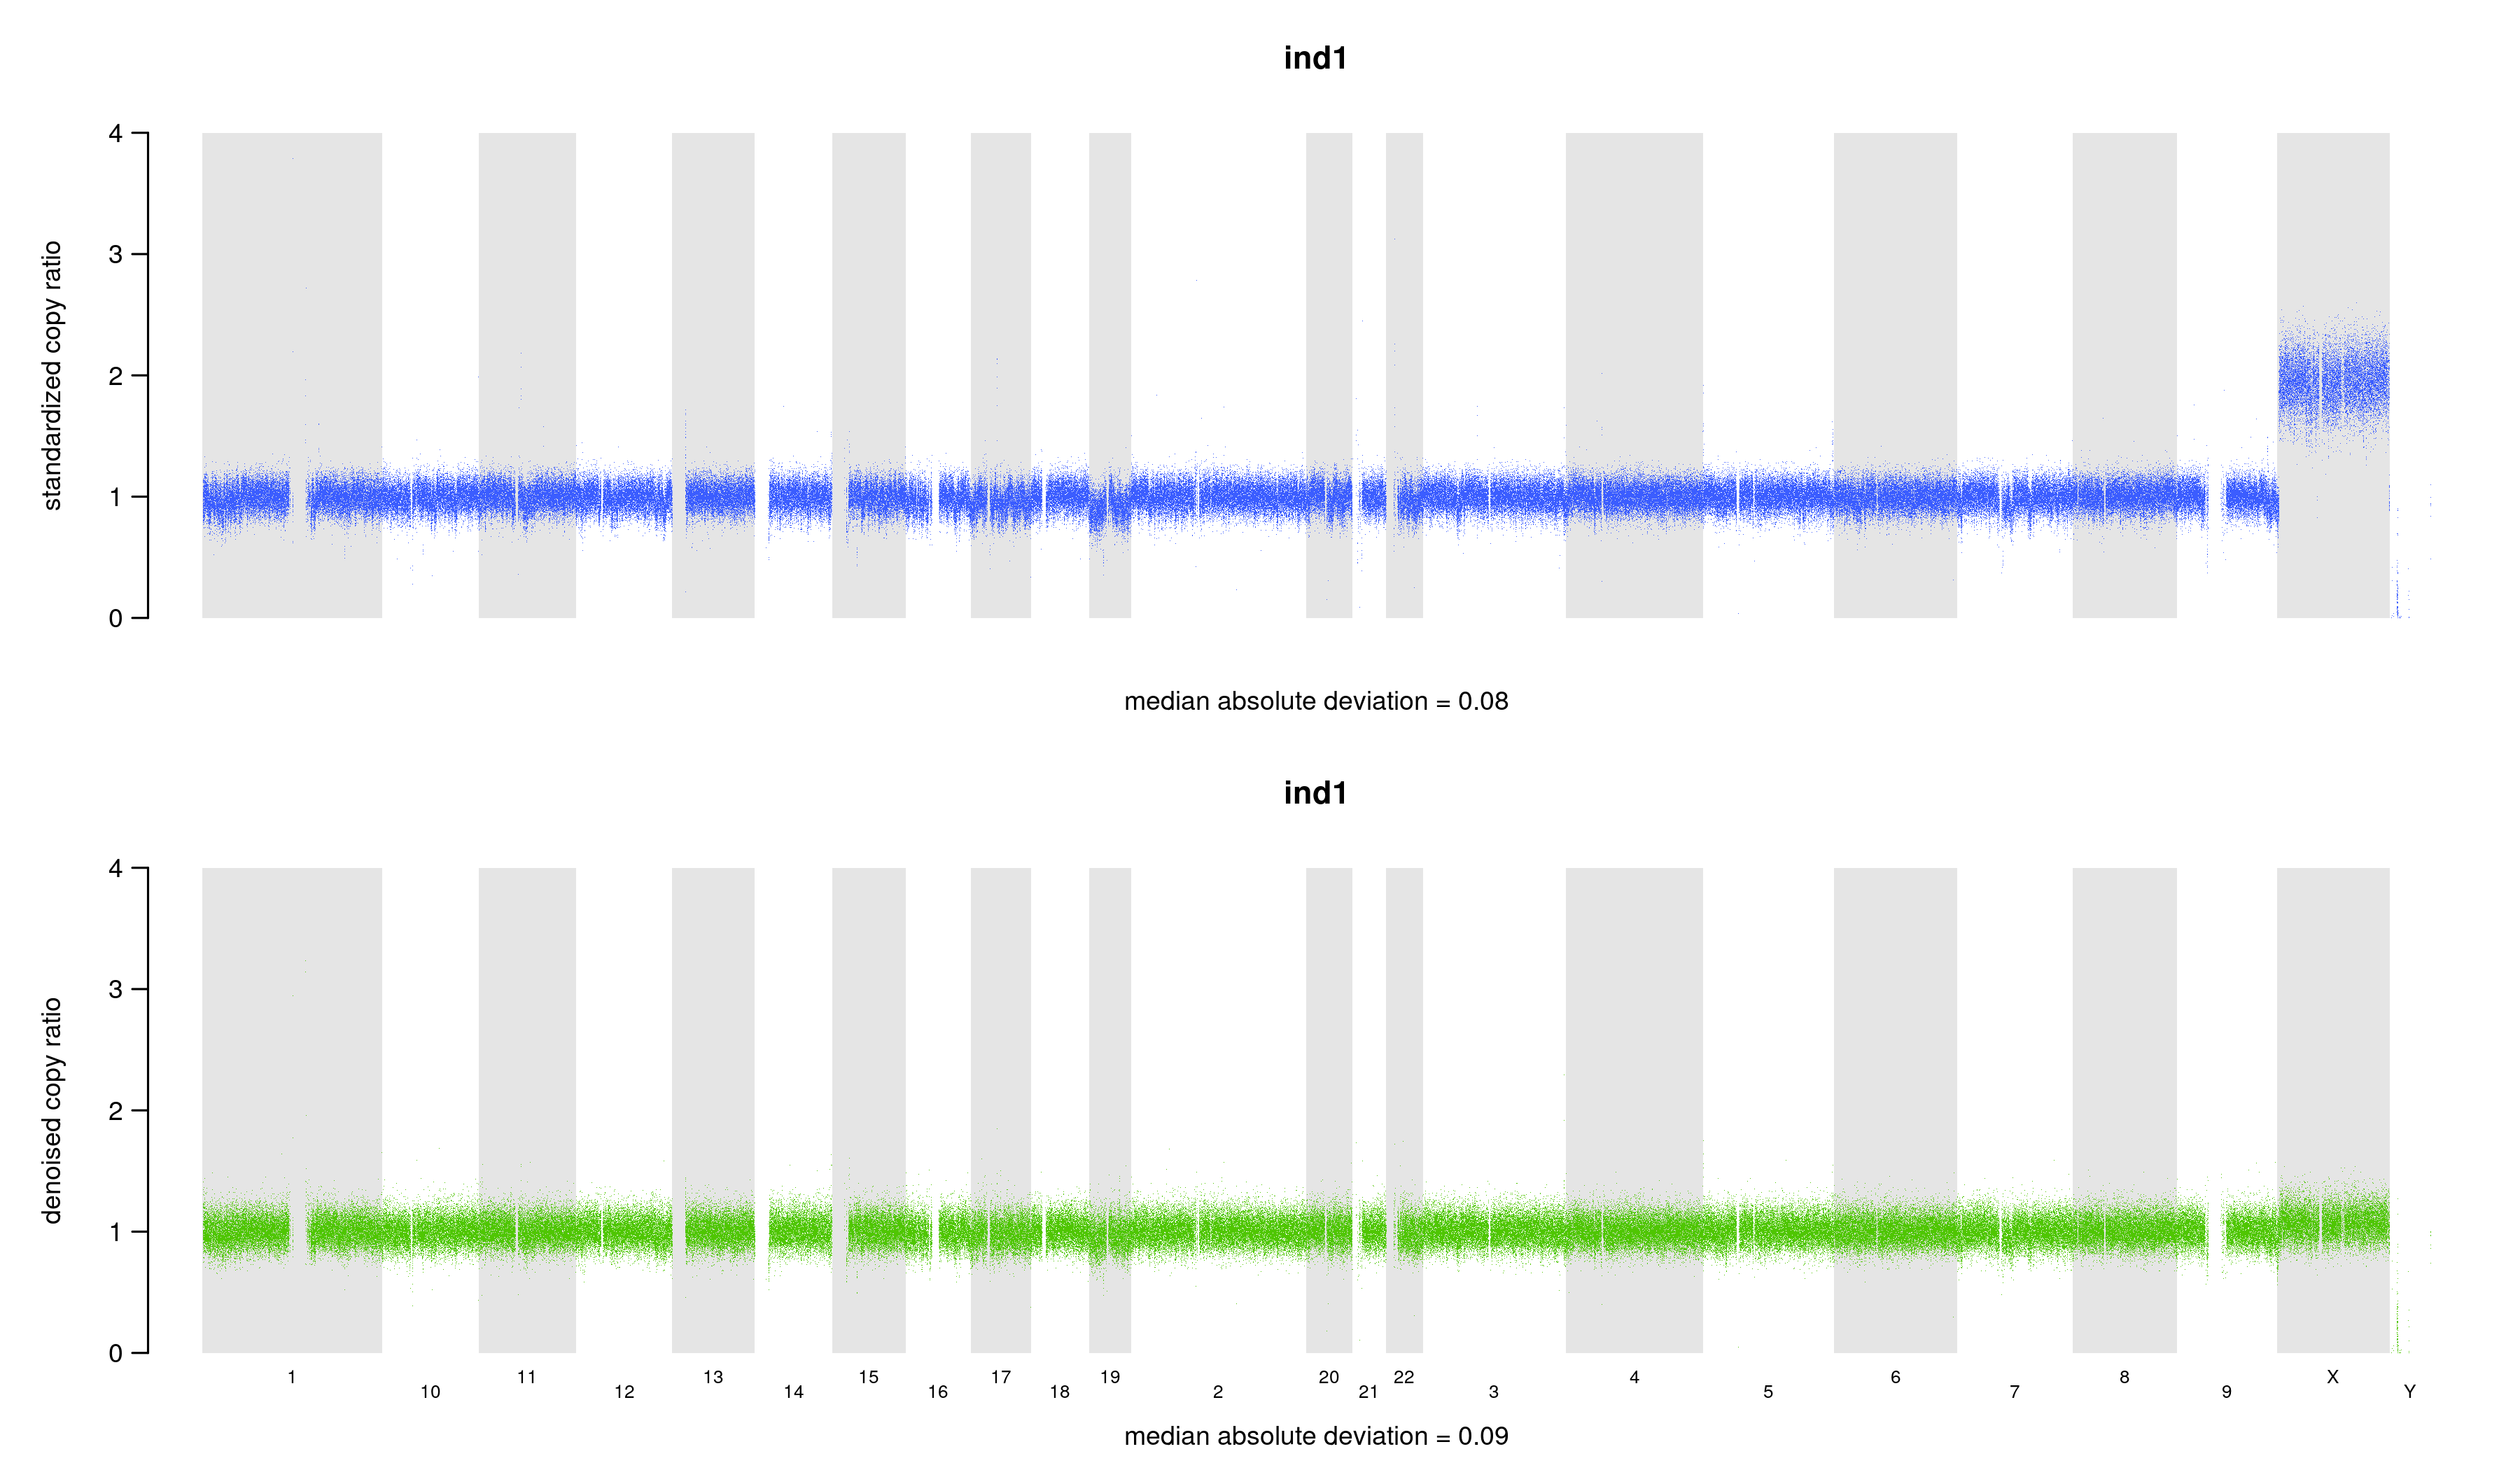 ind1
4
3
2
1
0
standardized copy ratio
median absolute deviation = 0.08
ind1
4
3
2
1
0
denoised copy ratio
1 11 13 15 17 19 20 22 4 6 8 X
10 12 14 16 18 2 21 3 5 7 9 Y
median absolute deviation = 0.09